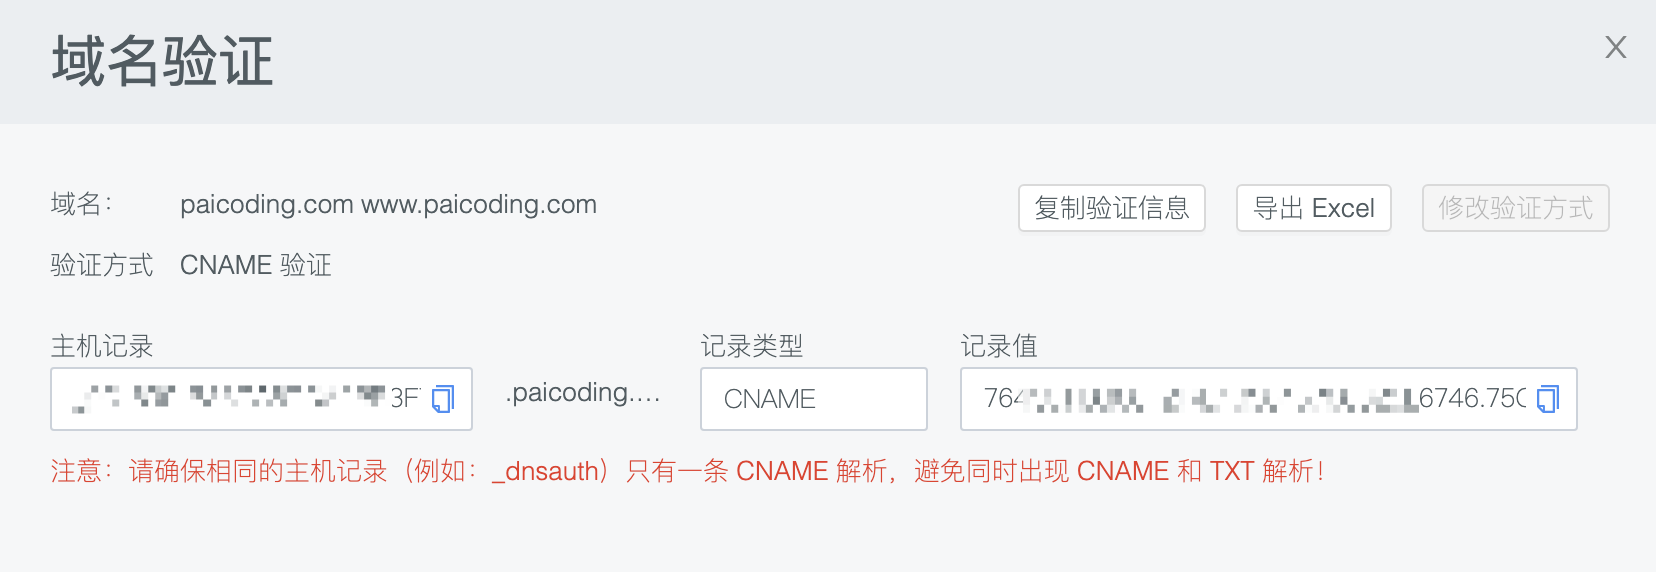 域名验证
X
域名： paicoding.com www.paicoding.com
复制验证信息 导出 Excel 修改验证方式
验证方式 CNAME 验证
主机记录 记录类型 记录值
3F .paicoding.... CNAME 764 6746.75
注意：请确保相同的主机记录（例如：_dnsauth）只有一条 CNAME 解析，避免同时出现 CNAME 和 TXT 解析！